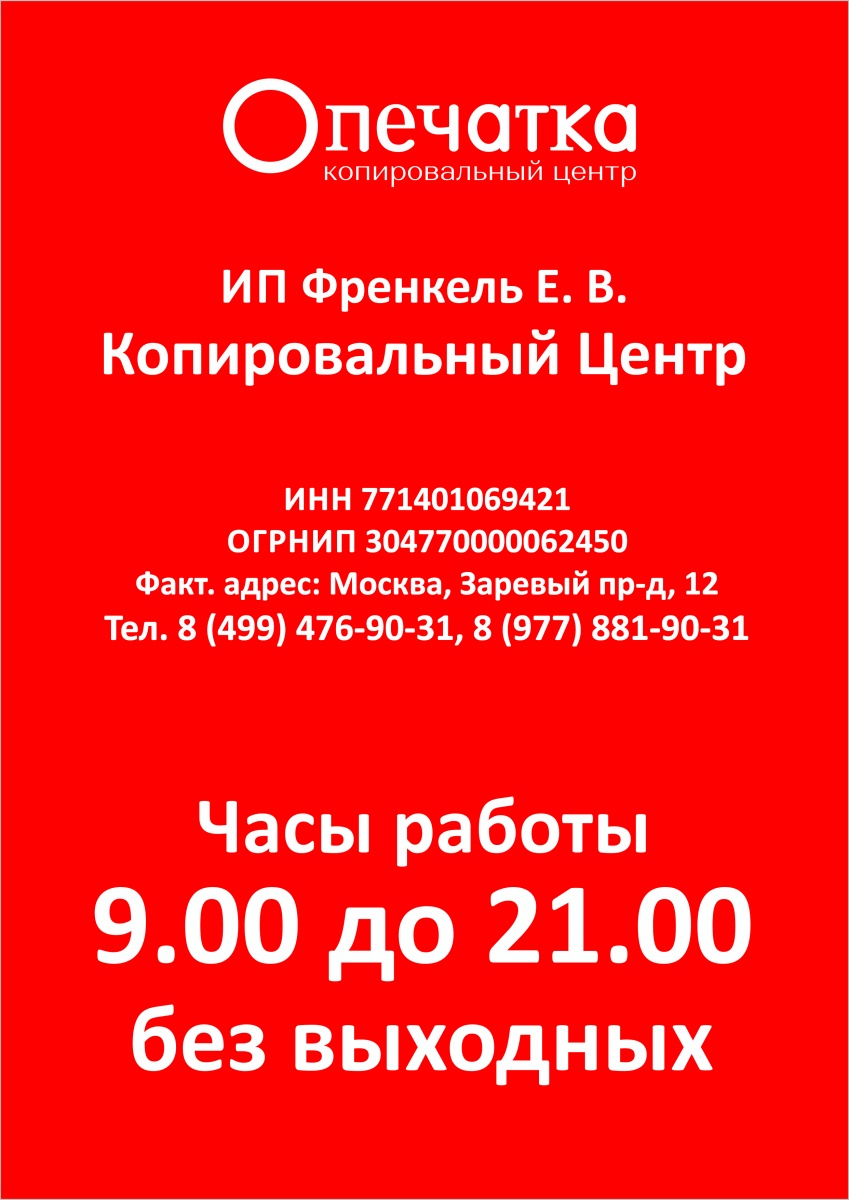 Опечатка
копировальный центр
ИП Френкель Е. В.
Копировальный Центр
ИНН 771401069421
ОГРНИП 304770000062450
Факт. адрес: Москва, Заревый пр-д, 12
Тел. 8 (499) 476-90-31, 8 (977) 881-90-31
Часы работы
9.00 до 21.00
без выходных